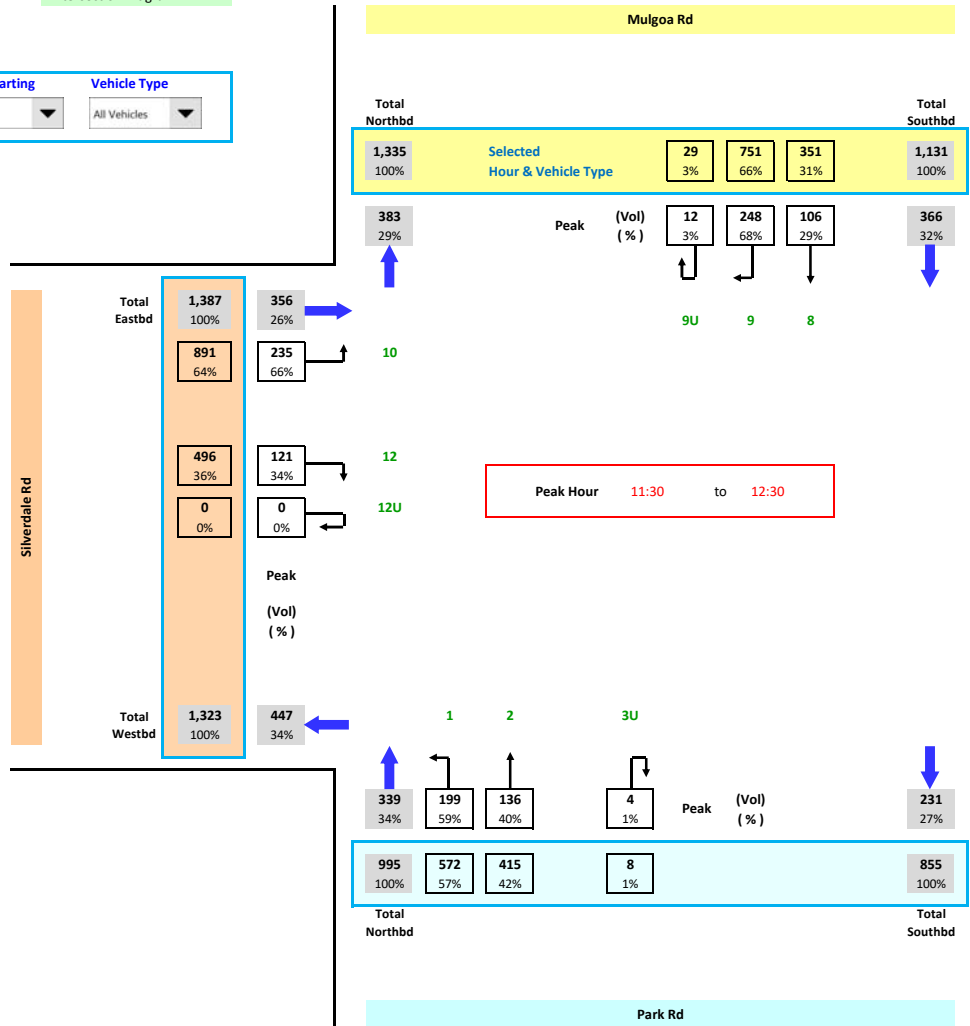 Mulgoa Rd
arting Vehicle Type
All Vehicles
Total Northbd
Total Southbd
1,335 Selected 29 751 351 1,131
100% Hour & Vehicle Type 3% 66% 31% 100%
383 Peak (Vol) 12 248 106 366
29% ( % ) 3% 68% 29% 32%
Total Eastbd 1,387 356
100% 26%
9U 9 8
891 235 10
64% 66%
496 121 12
36% 34%
0 0 12U
0% 0%
Peak Hour 11:30 to 12:30
Silverdale Rd
Peak
(Vol)
( % )
Total Westbd 1,323 447
100% 34%
1 2 3U
339 199 136 4 Peak (Vol) 231
34% 59% 40% 1% ( % ) 27%
995 572 415 8 855
100% 57% 42% 1% 100%
Total Northbd
Total Southbd
Park Rd